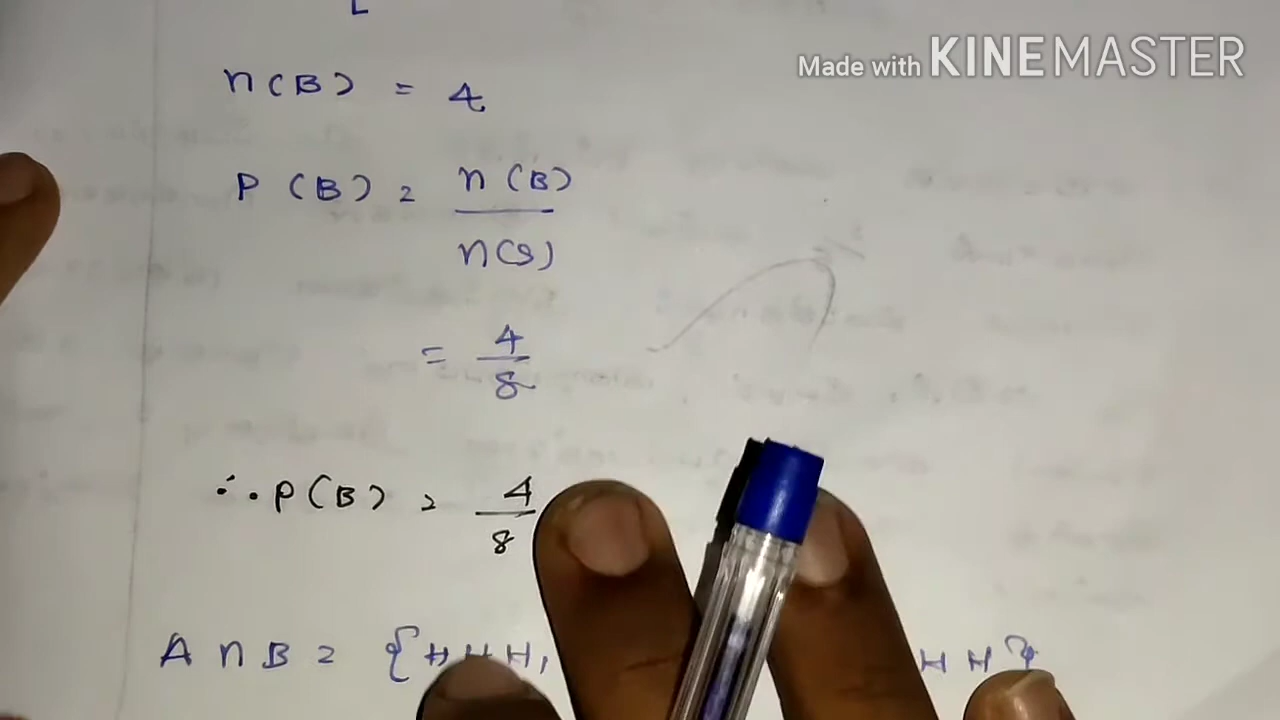 Made with KINEMASTER
n(B) = 4
P(B) = n(B)
n(S)
= 4
8
∴ P(B) = 4
8
A n B = {HHH, HH}